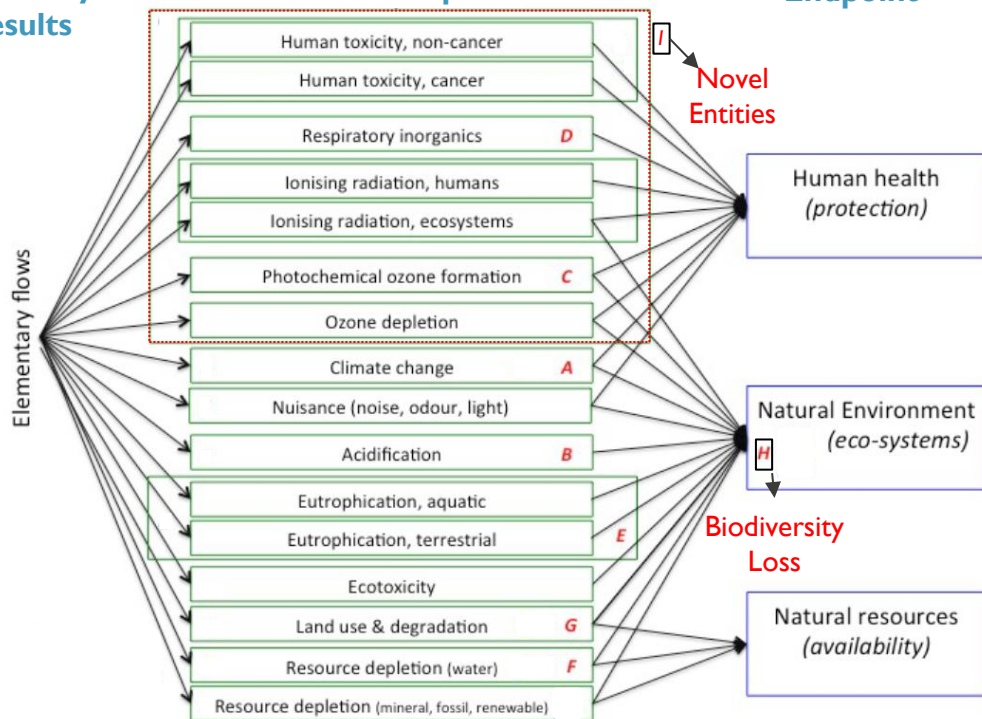 esults
Human toxicity, non-cancer
I
Human toxicity, cancer
Novel
Entities
Respiratory inorganics D
Ionising radiation, humans
Ionising radiation, ecosystems
Human health
(protection)
Elementary flows
Photochemical ozone formation C
Ozone depletion
Climate change A
Nuisance (noise, odour, light)
Natural Environment
(eco-systems)
H
Acidification B
Eutrophication, aquatic
Eutrophication, terrestrial E
Biodiversity
Loss
Ecotoxicity
Land use & degradation G
Natural resources
(availability)
Resource depletion (water) F
Resource depletion (mineral, fossil, renewable)